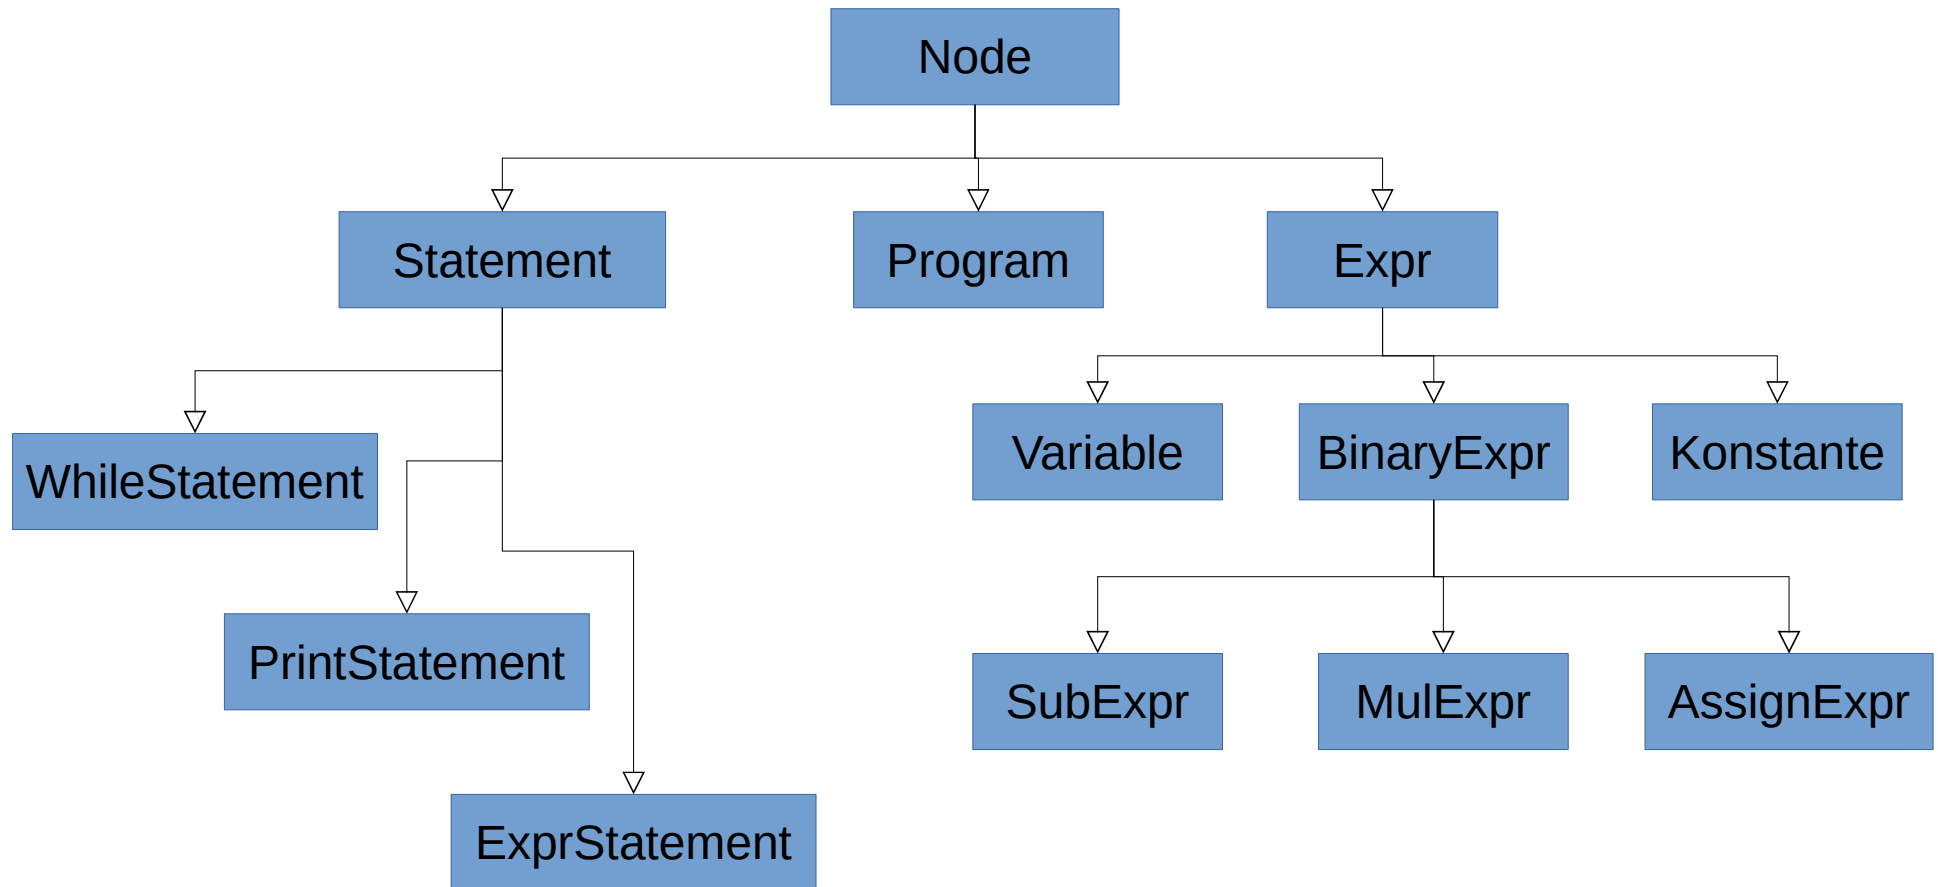 Node
Statement
Program
Expr
Variable
BinaryExpr
Konstante
WhileStatement
PrintStatement
SubExpr
MulExpr
AssignExpr
ExprStatement